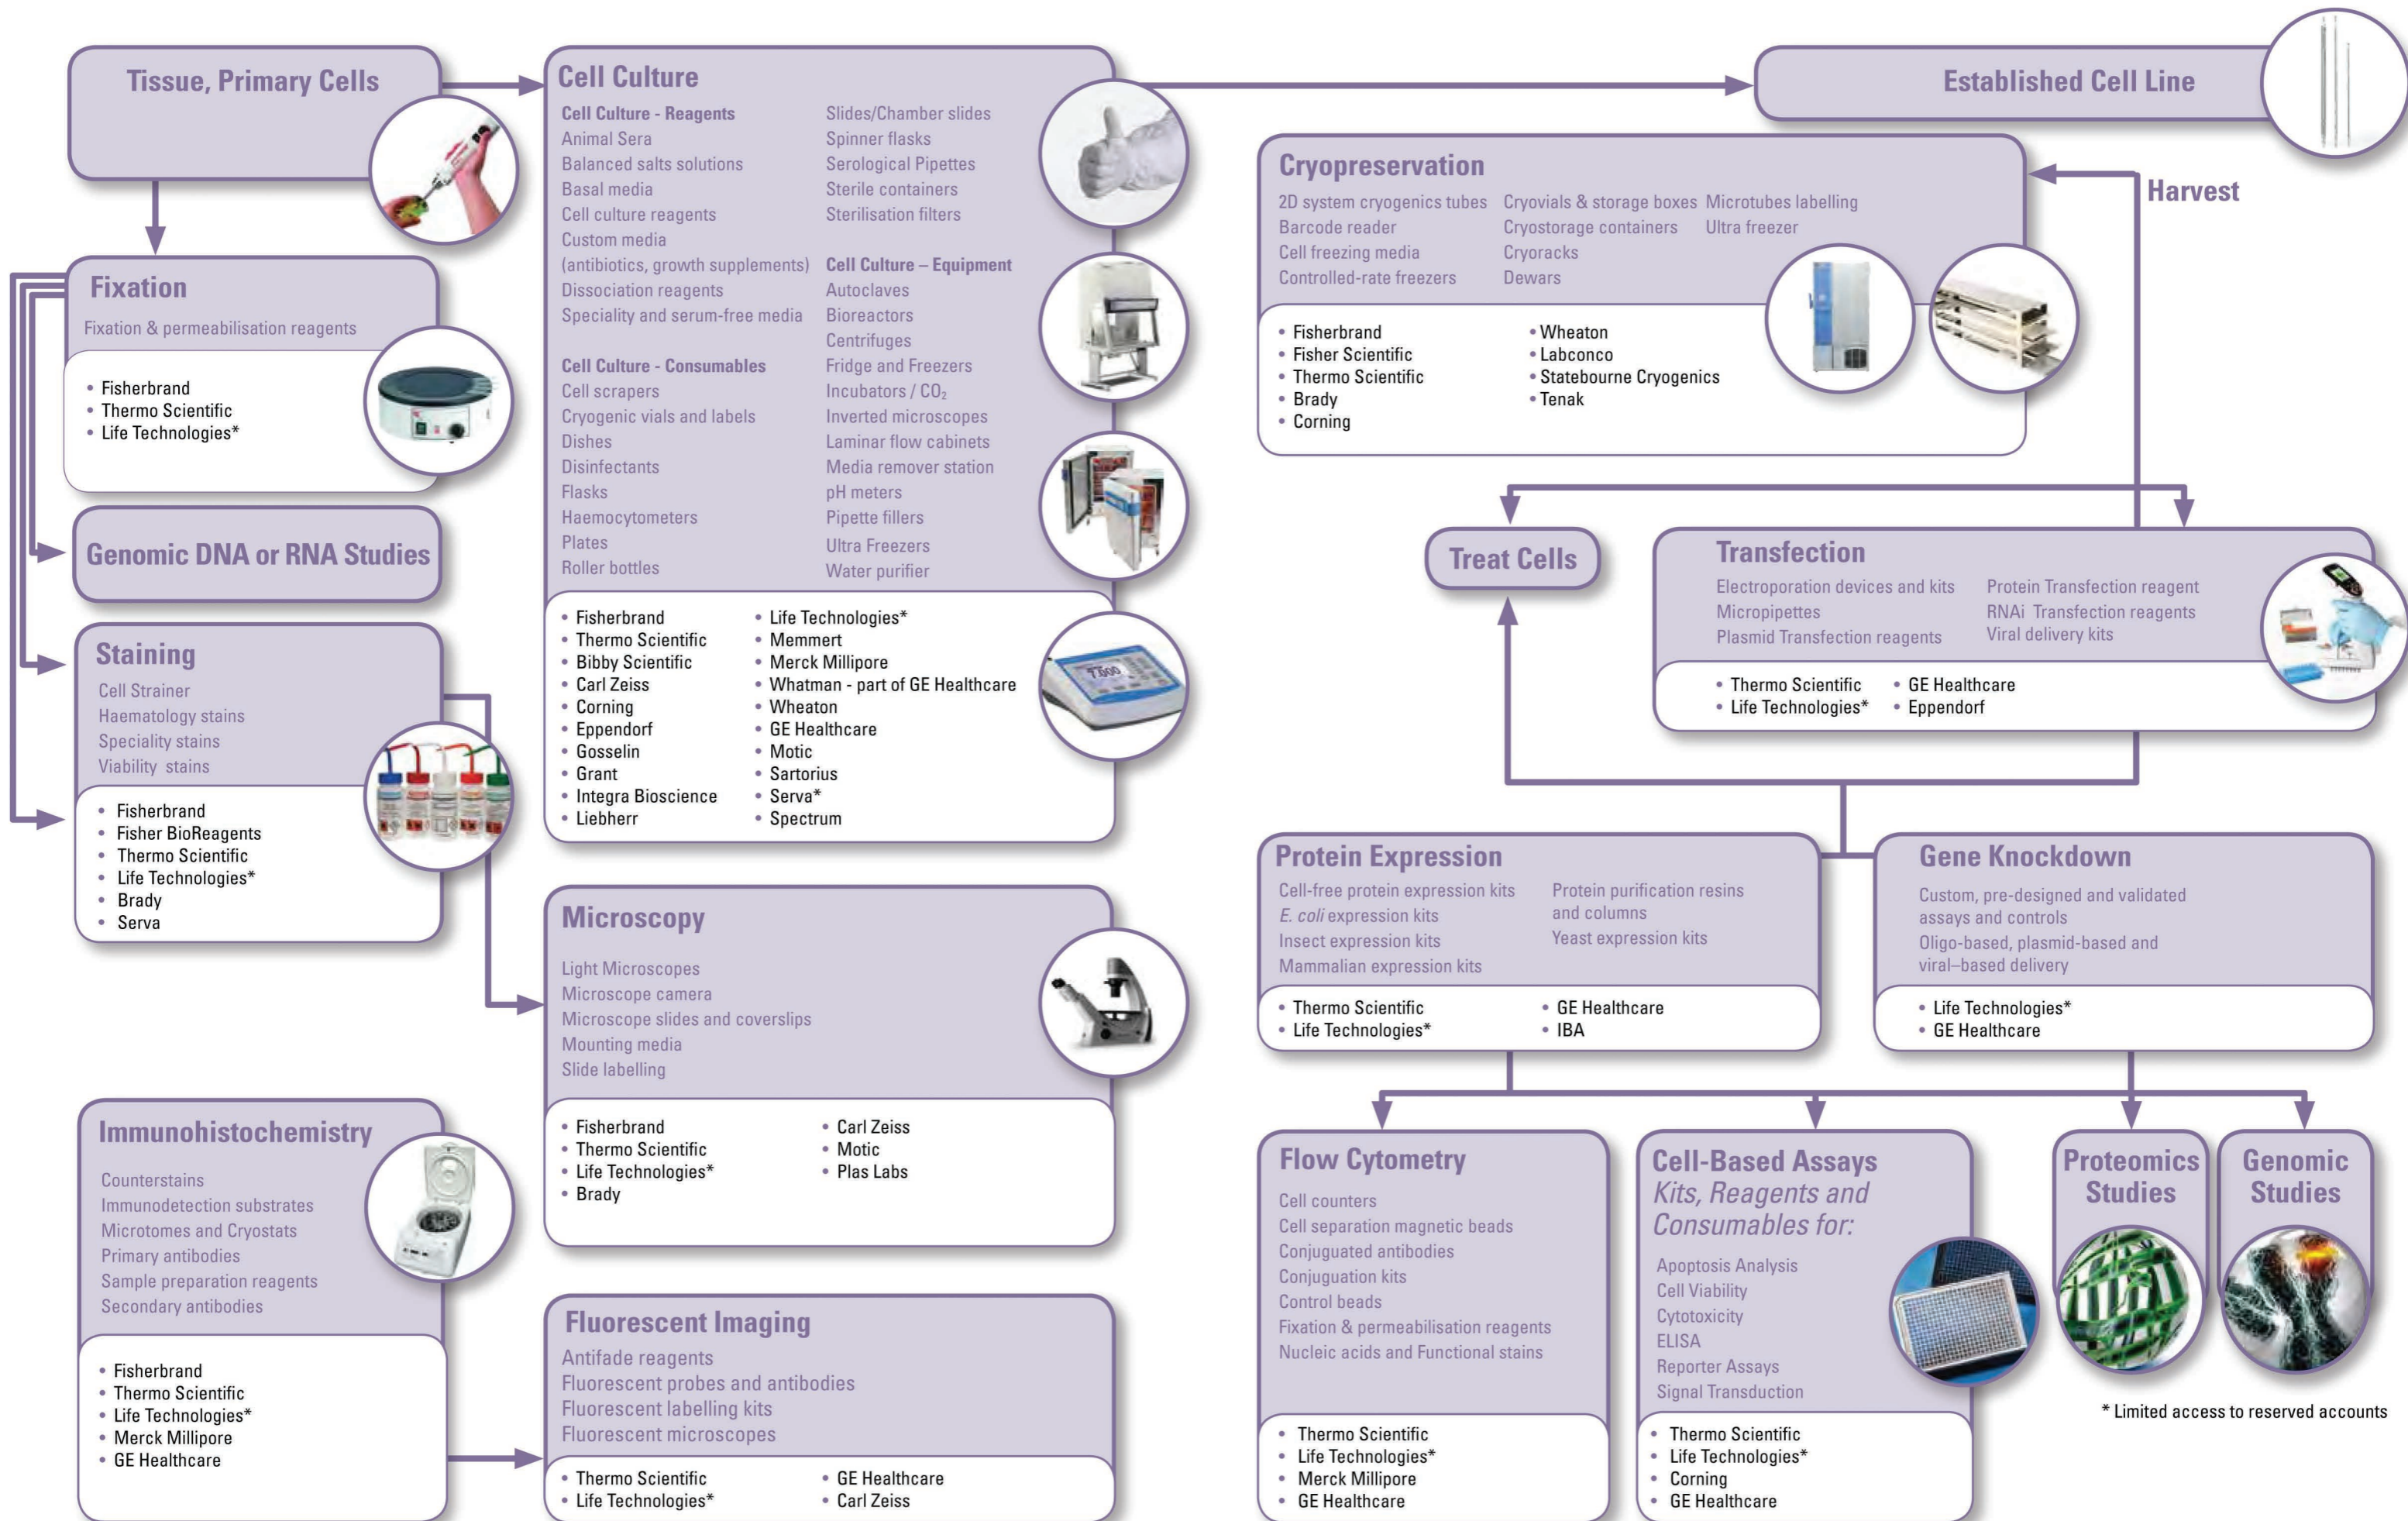 Tissue, Primary Cells
Fixation
Fixation & permeabilisation reagents
• Fisherbrand
• Thermo Scientific
• Life Technologies*
Genomic DNA or RNA Studies
Staining
Cell Strainer
Haematology stains
Speciality stains
Viability stains
• Fisherbrand
• Fisher BioReagents
• Thermo Scientific
• Life Technologies*
• Brady
• Serva
Immunohistochemistry
Counterstains
Immunodetection substrates
Microtomes and Cryostats
Primary antibodies
Sample preparation reagents
Secondary antibodies
• Fisherbrand
• Thermo Scientific
• Life Technologies*
• Merck Millipore
• GE Healthcare
Cell Culture
Cell Culture - Reagents
Animal Sera
Balanced salts solutions
Basal media
Cell culture reagents
Custom media
(antibiotics, growth supplements)
Dissociation reagents
Speciality and serum-free media
Cell Culture - Consumables
Cell scrapers
Cryogenic vials and labels
Dishes
Disinfectants
Flasks
Haemocytometers
Plates
Roller bottles
Slides/Chamber slides
Spinner flasks
Serological Pipettes
Sterile containers
Sterilisation filters
Cell Culture – Equipment
Autoclaves
Bioreactors
Centrifuges
Fridge and Freezers
Incubators / CO₂
Inverted microscopes
Laminar flow cabinets
Media remover station
pH meters
Pipette fillers
Ultra Freezers
Water purifier
• Fisherbrand
• Thermo Scientific
• Bibby Scientific
• Carl Zeiss
• Corning
• Eppendorf
• Gosselin
• Grant
• Integra Bioscience
• Liebherr
• Life Technologies*
• Memmert
• Merck Millipore
• Whatman - part of GE Healthcare
• Wheaton
• GE Healthcare
• Motic
• Sartorius
• Serva*
• Spectrum
7.000
Microscopy
Light Microscopes
Microscope camera
Microscope slides and coverslips
Mounting media
Slide labelling
• Fisherbrand
• Thermo Scientific
• Life Technologies*
• Brady
• Carl Zeiss
• Motic
• Plas Labs
Fluorescent Imaging
Antifade reagents
Fluorescent probes and antibodies
Fluorescent labelling kits
Fluorescent microscopes
• Thermo Scientific
• Life Technologies*
• GE Healthcare
• Carl Zeiss
Established Cell Line
Cryopreservation
2D system cryogenics tubes
Barcode reader
Cell freezing media
Controlled-rate freezers
Cryovials & storage boxes
Cryostorage containers
Cryoracks
Dewars
Microtubes labelling
Ultra freezer
• Fisherbrand
• Fisher Scientific
• Thermo Scientific
• Brady
• Corning
• Wheaton
• Labconco
• Statebourne Cryogenics
• Tenak
Harvest
Treat Cells
Transfection
Electroporation devices and kits
Micropipettes
Plasmid Transfection reagents
Protein Transfection reagent
RNAi Transfection reagents
Viral delivery kits
• Thermo Scientific
• Life Technologies*
• GE Healthcare
• Eppendorf
Protein Expression
Cell-free protein expression kits
E. coli expression kits
Insect expression kits
Mammalian expression kits
Protein purification resins
and columns
Yeast expression kits
• Thermo Scientific
• Life Technologies*
• GE Healthcare
• IBA
Gene Knockdown
Custom, pre-designed and validated
assays and controls
Oligo-based, plasmid-based and
viral–based delivery
• Life Technologies*
• GE Healthcare
Flow Cytometry
Cell counters
Cell separation magnetic beads
Conjuguated antibodies
Conjuguation kits
Control beads
Fixation & permeabilisation reagents
Nucleic acids and Functional stains
• Thermo Scientific
• Life Technologies*
• Merck Millipore
• GE Healthcare
Cell-Based Assays
Kits, Reagents and
Consumables for:
Apoptosis Analysis
Cell Viability
Cytotoxicity
ELISA
Reporter Assays
Signal Transduction
• Thermo Scientific
• Life Technologies*
• Corning
• GE Healthcare
Proteomics
Studies
Genomic
Studies
* Limited access to reserved accounts